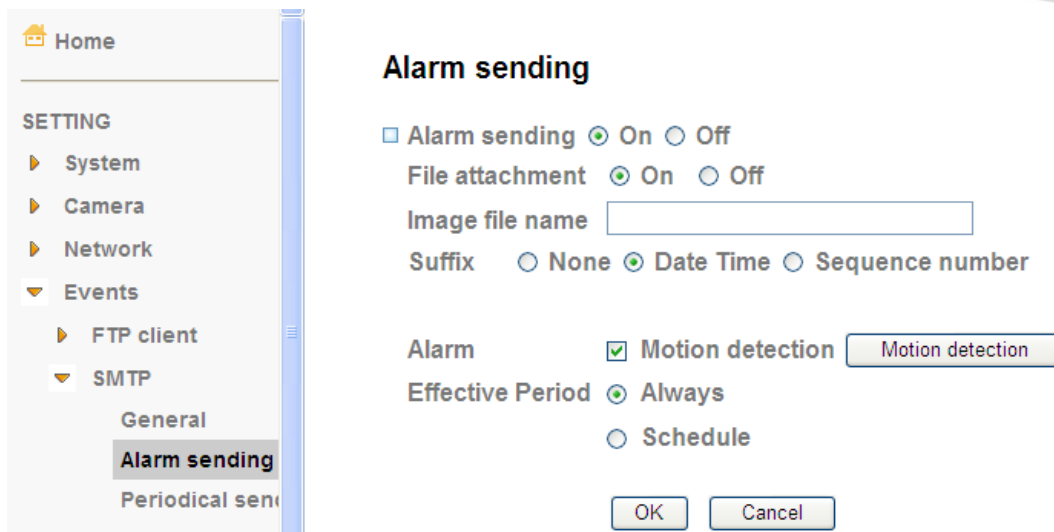 Home
SETTING
System
Camera
Network
Events
FTP client
SMTP
General
Alarm sending
Periodical
Alarm sending
Alarm sending On Off
File attachment On Off
Image file name
Suffix None Date Time Sequence number
Alarm Motion detection Motion detection
Effective Period Always
Schedule
OK Cancel